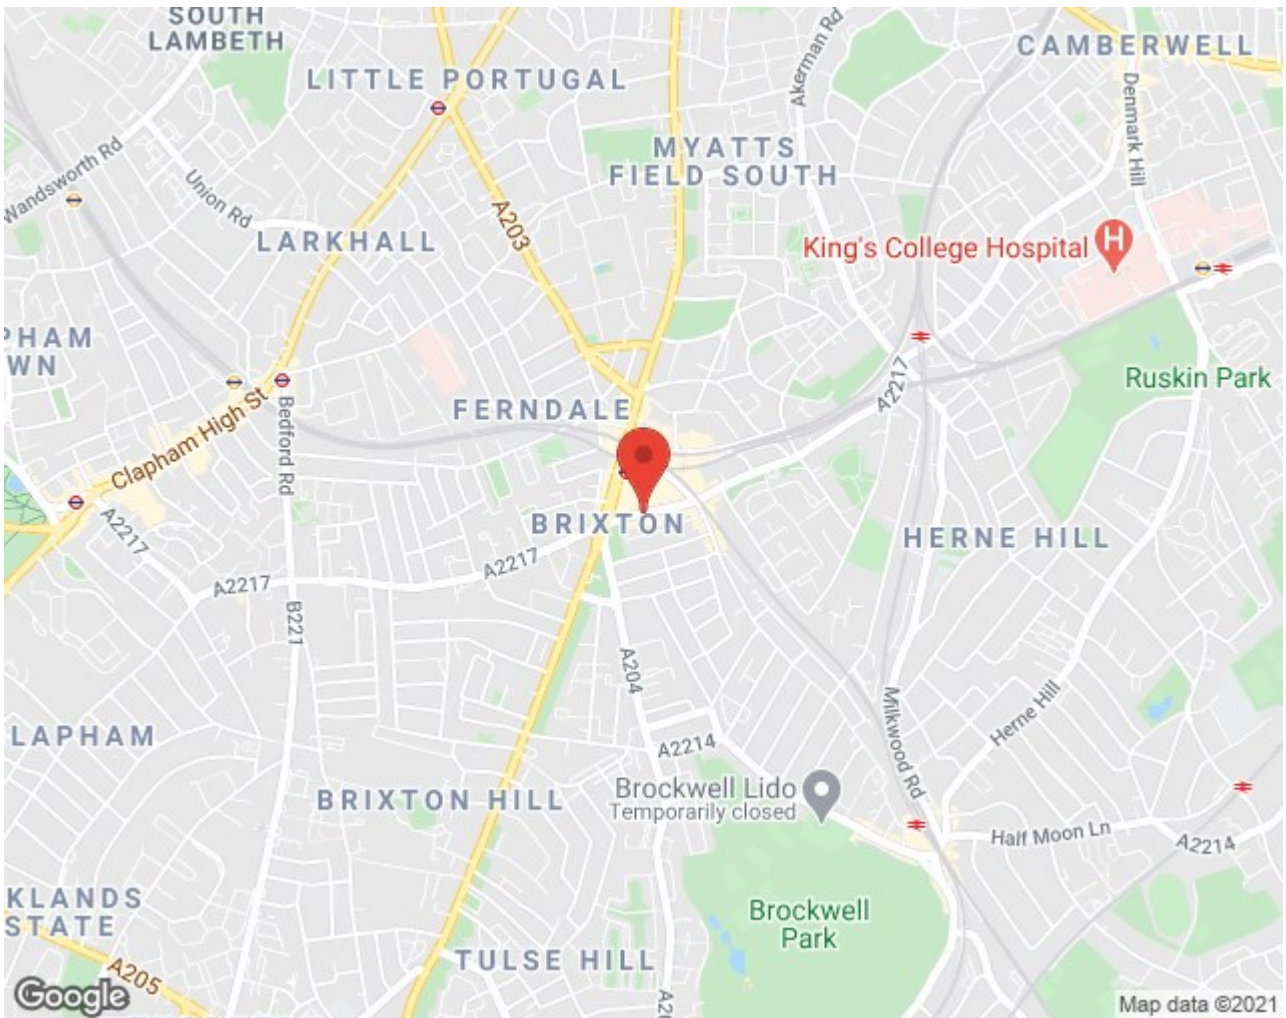 SOUTH
LAMBETH
LITTLE PORTUGAL
CAMBERWELL
Akerman Rd
Denmark Hill
Wandsworth Rd
MYATTS
FIELD SOUTH
Union Rd
A203
LARKHALL
King's College Hospital
H
PHAM
WN
A2217
Ruskin Park
Clapham High St
Bedford Rd
FERNDALE
A2217
BRIXTON
HERNE HILL
A2217
A2217
B221
A204
Milkwood Rd
Herne Hill
LAPHAM
A2214
BRIXTON HILL
Brockwell Lido
Temporarily closed
Half Moon Ln
A2214
KLANDS
STATE
Brockwell
Park
TULSE HILL
A205
A20
Google
Map data ©2021